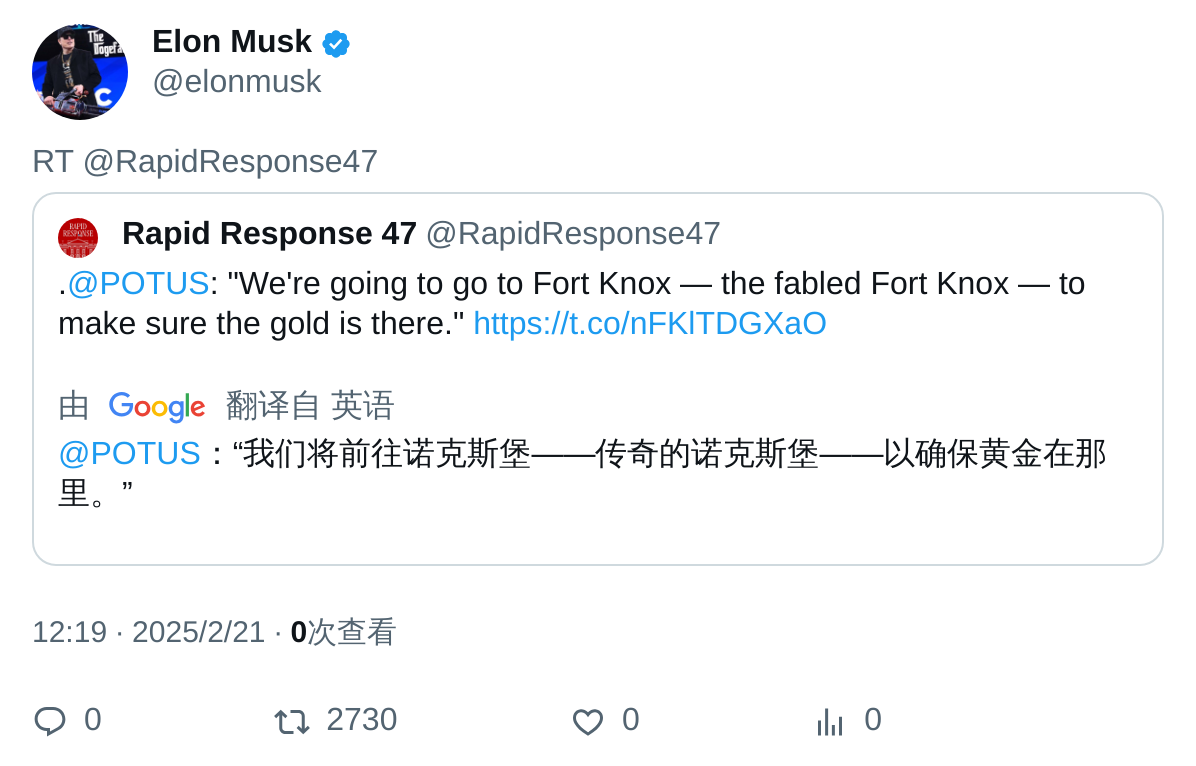 The
Dogefa
C
Elon Musk
@elonmusk
RT @RapidResponse47
RAPID
RESPONSE
Rapid Response 47 @RapidResponse47
.@POTUS: "We're going to go to Fort Knox — the fabled Fort Knox — to
make sure the gold is there." https://t.co/nFKlTDGXaO
由 Google 翻译自 英语
@POTUS：“我们将前往诺克斯堡——传奇的诺克斯堡——以确保黄金在那
里。”
12:19 · 2025/2/21 · 0次查看
0 2730 0 0